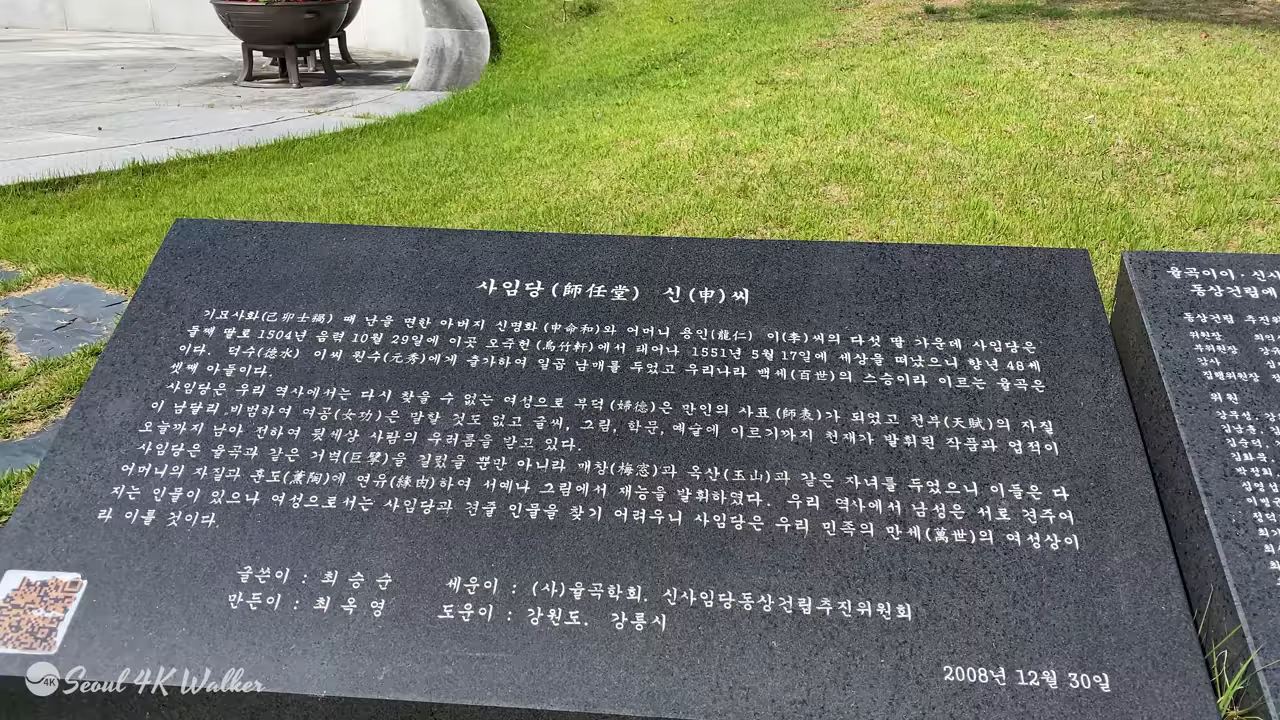 사임당(師任堂) 신(申)씨
기묘사화(己卯士禍) 때 난을 면한 아버지 신명화(申命和)와 어머니 용인(龍仁) 이(李)씨의 다섯 딸 가운데 사임당은
둘째 딸로 1504년 음력 10월 29일에 이곳 오죽헌(烏竹軒)에서 태어나 1551년 5월 17일에 세상을 떠났으니 향년 48세
이다. 덕수(德水) 이씨 원수(元秀)에게 출가하여 일곱 남매를 두었고 우리나라 백세(百世)의 스승이라 이르는 율곡은
셋째 아들이다.
사임당은 우리 역사에서는 다시 찾을 수 없는 여성으로 부덕(婦德)은 만인의 사표(師表)가 되었고 천부(天賦)의 자질
이 남달리 비범하여 여공(女功)은 말할 것도 없고 글씨, 그림, 학문, 예술에 이르기까지 천재가 발휘된 작품과 업적이
오늘까지 남아 전하여 뒷세상 사람의 우러름을 받고 있다.
사임당은 율곡과 같은 거벽(巨擘)을 길렀을 뿐만 아니라 매창(梅窓)과 옥산(玉山)과 같은 자녀를 두었으니 이들은 다
어머니의 자질과 훈도(薰陶)에 연유(緣由)하여 서예나 그림에서 재능을 발휘하였다. 우리 역사에서 남성은 서로 견주어
지는 인물이 있으나 여성으로서는 사임당과 견줄 인물을 찾기 어려우니 사임당은 우리 민족의 만세(萬世)의 여성상이
라 이를 것이다.
글쓴이 : 최 승 순 세운이 : (사)율곡학회. 신사임당동상건립추진위원회
만든이 : 최 옥 영 도운이 : 강원도. 강릉시
2008년 12월 30일
율곡이이·신사
동상건립에
동상건립 추진위
위원장
부위원장
감사
집행위원장
위원
Seoul 4K Walker